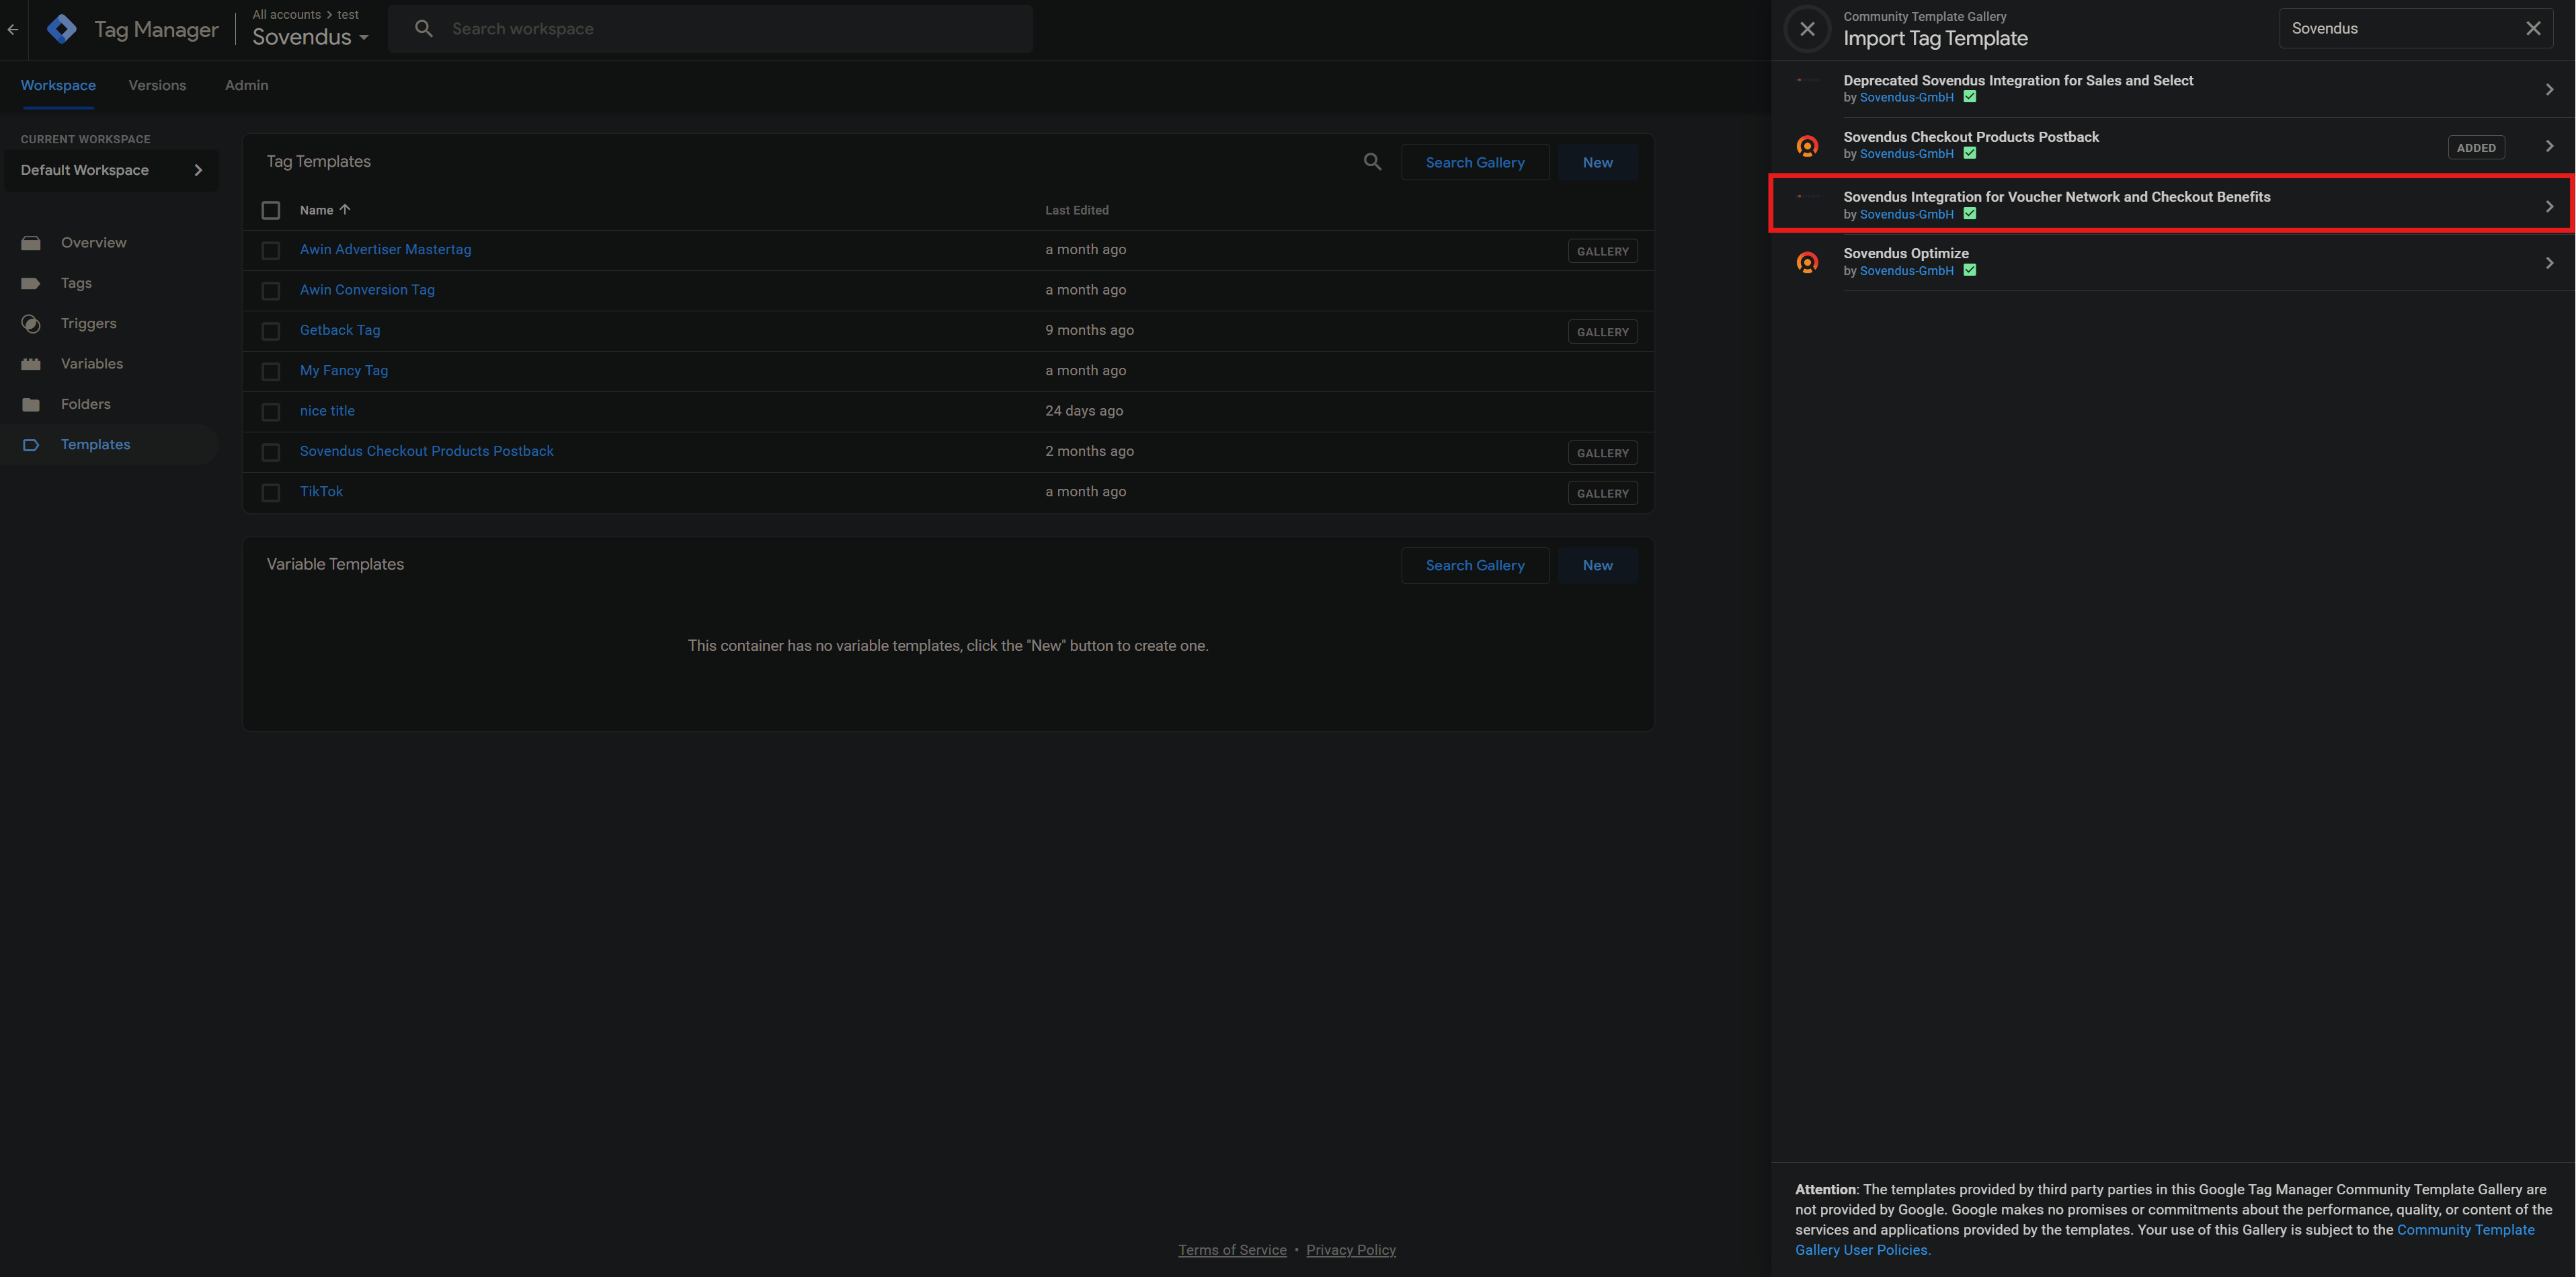 Tag Manager
All accounts > test
Sovendus
Search workspace
Workspace
Versions
Admin
CURRENT WORKSPACE
Default Workspace
Overview
Tags
Triggers
Variables
Folders
Templates
Tag Templates
Search Gallery
New
Name
Last Edited
Awin Advertiser Mastertag
a month ago
GALLERY
Awin Conversion Tag
a month ago
Getback Tag
9 months ago
GALLERY
My Fancy Tag
a month ago
nice title
24 days ago
Sovendus Checkout Products Postback
2 months ago
GALLERY
TikTok
a month ago
GALLERY
Variable Templates
Search Gallery
New
This container has no variable templates, click the "New" button to create one.
Terms of Service • Privacy Policy
Community Template Gallery
Import Tag Template
Sovendus
Deprecated Sovendus Integration for Sales and Select
by Sovendus-GmbH
Sovendus Checkout Products Postback
by Sovendus-GmbH
ADDED
Sovendus Integration for Voucher Network and Checkout Benefits
by Sovendus-GmbH
Sovendus Optimize
by Sovendus-GmbH
Attention: The templates provided by third party parties in this Google Tag Manager Community Template Gallery are
not provided by Google. Google makes no promises or commitments about the performance, quality, or content of the
services and applications provided by the templates. Your use of this Gallery is subject to the Community Template
Gallery User Policies.